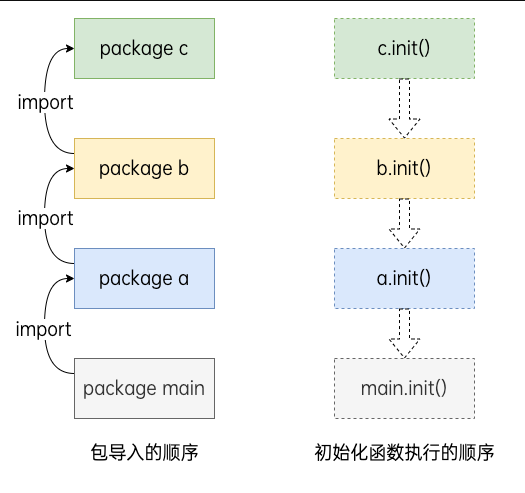 package c
c.init()
import
package b
b.init()
import
package a
a.init()
import
package main
main.init()
包导入的顺序
初始化函数执行的顺序